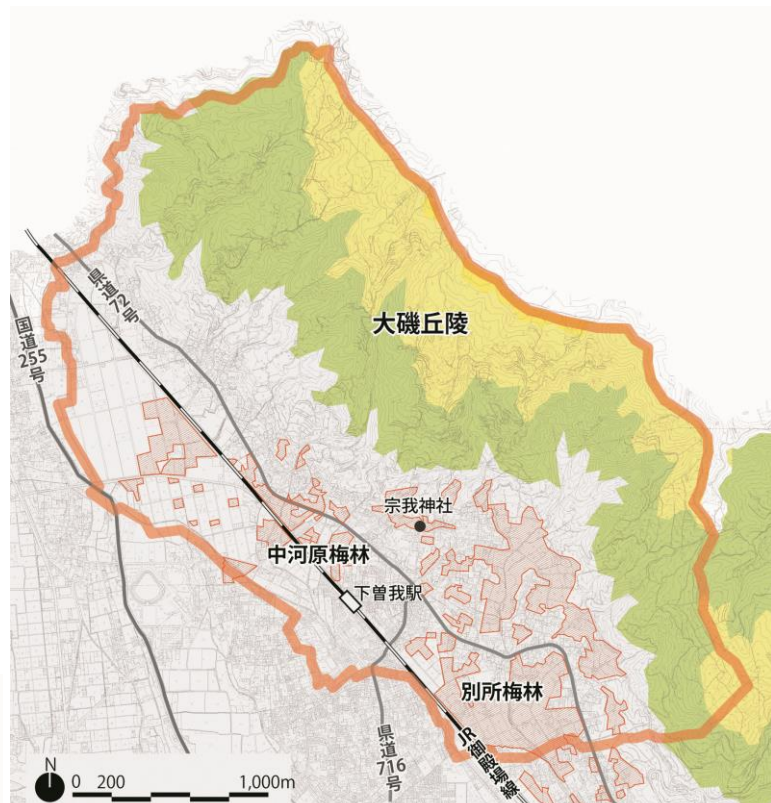 県道72号
国道255号
大磯丘陵
宗我神社
中河原梅林
下曽我駅
別所梅林
JR御殿場線
県道716号
N
0 200 1,000m